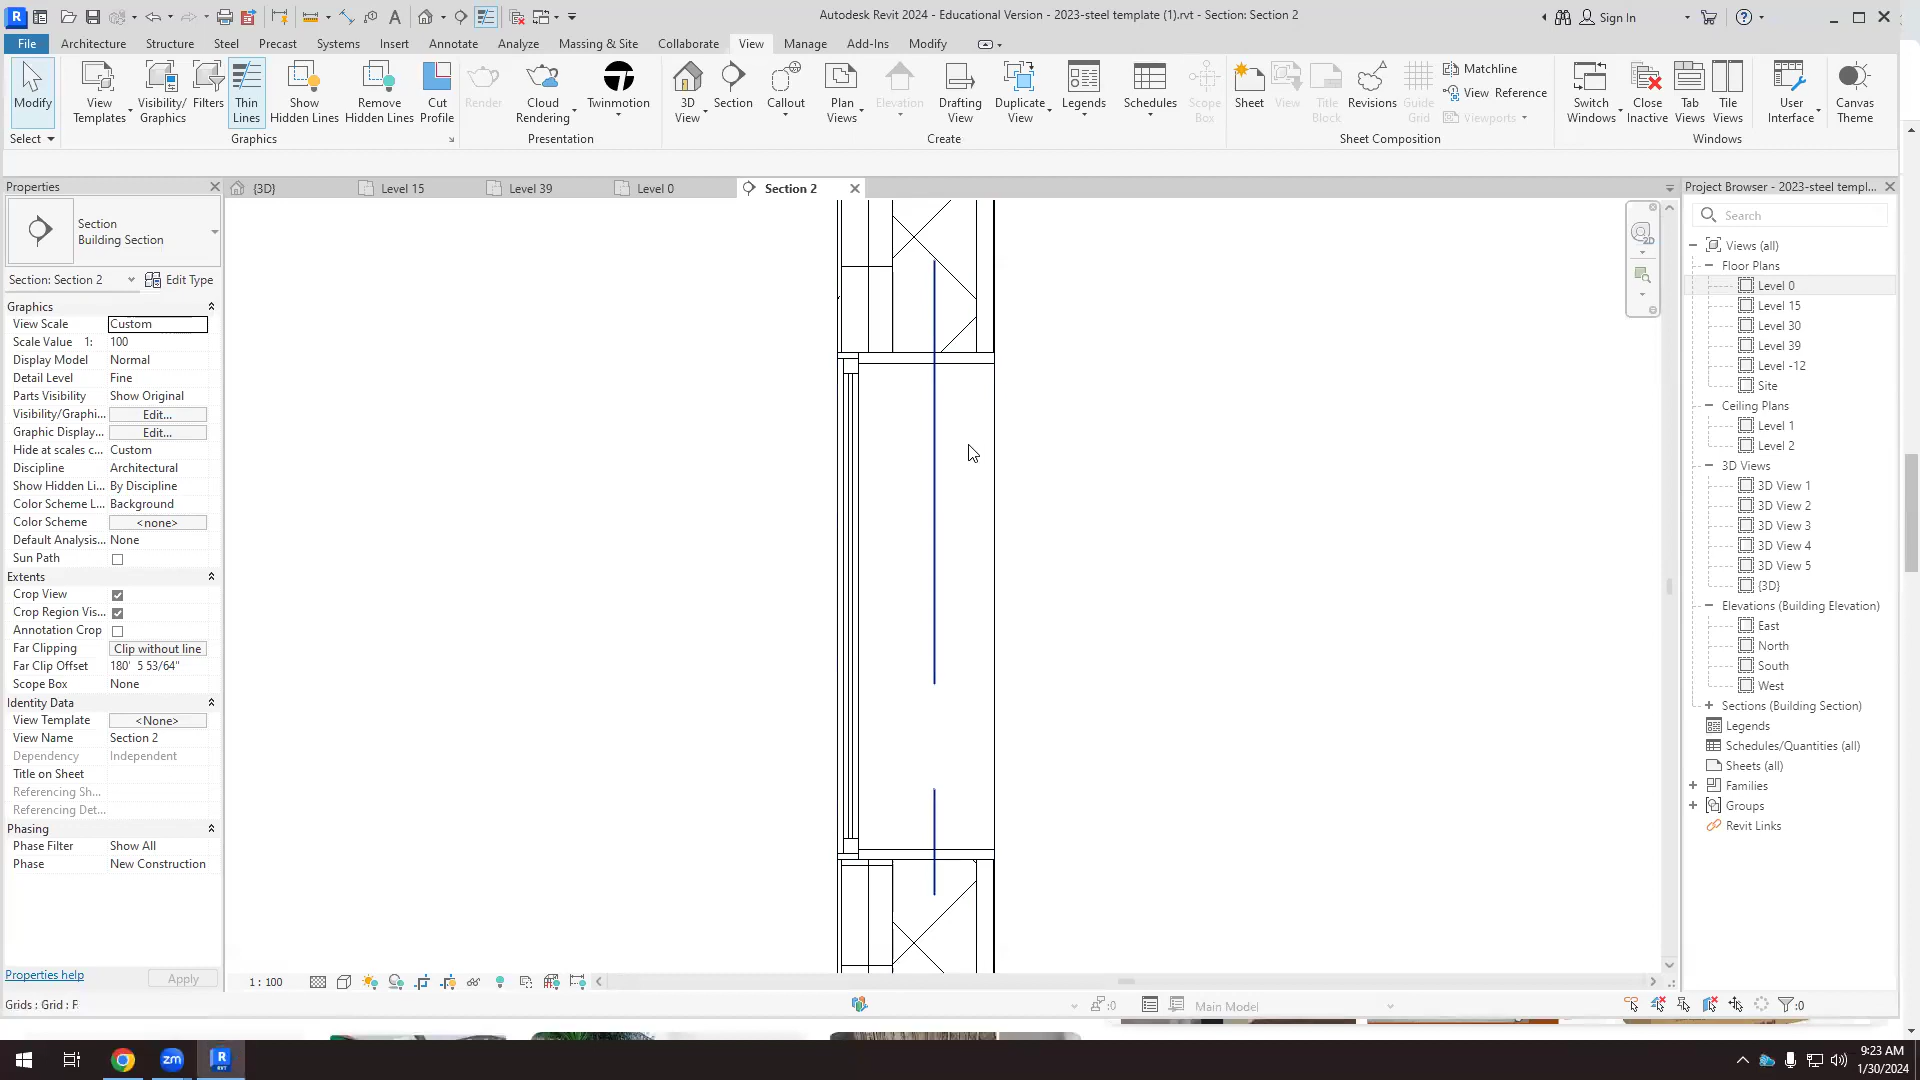 Autodesk Revit 2024 - Educational Version - 2023-steel template (1).rvt - Section: Section 2
Sign In
File Architecture Structure Steel Precast Systems Insert Annotate Analyze Massing & Site Collaborate View Manage Add-Ins Modify
Modify
View Templates
Visibility/ Graphics
Filters
Thin Lines
Show Hidden Lines
Remove Hidden Lines
Cut Profile
Render
Cloud Rendering
Twinmotion
3D View
Section
Callout
Plan Views
Elevation
Drafting View
Duplicate View
Legends
Schedules
Scope Box
Sheet
View
Title Block
Revisions
Guide Grid
Matchline
View Reference
Viewports
Switch Windows
Close Inactive
Tab Views
Tile Views
User Interface
Canvas Theme
Select Graphics Presentation Create Sheet Composition Windows
Properties
{3D} Level 15 Level 39 Level 0 Section 2
Section
Building Section
Section: Section 2 Edit Type
Graphics
View Scale Custom
Scale Value 1: 100
Display Model Normal
Detail Level Fine
Parts Visibility Show Original
Visibility/Graphi... Edit...
Graphic Display... Edit...
Hide at scales c... Custom
Discipline Architectural
Show Hidden Li... By Discipline
Color Scheme L... Background
Color Scheme <none>
Default Analysis... None
Sun Path
Extents
Crop View
Crop Region Vis...
Annotation Crop
Far Clipping Clip without line
Far Clip Offset 180' 5 53/64"
Scope Box None
Identity Data
View Template <None>
View Name Section 2
Dependency Independent
Title on Sheet
Referencing Sh...
Referencing Det...
Phasing
Phase Filter Show All
Phase New Construction
Properties help Apply
Project Browser - 2023-steel templ...
Search
Views (all)
Floor Plans
Level 0
Level 15
Level 30
Level 39
Level -12
Site
Ceiling Plans
Level 1
Level 2
3D Views
3D View 1
3D View 2
3D View 3
3D View 4
3D View 5
{3D}
Elevations (Building Elevation)
East
North
South
West
Sections (Building Section)
Legends
Schedules/Quantities (all)
Sheets (all)
Families
Groups
Revit Links
2D
1 : 100
Grids : Grid : F
:0
Main Model
:0
zm
9:23 AM
1/30/2024